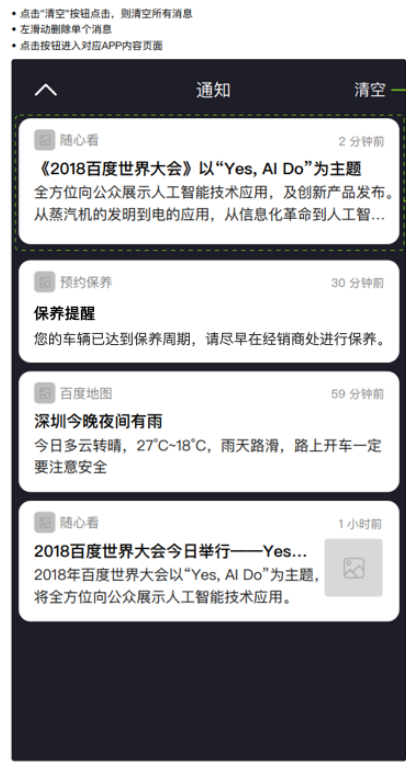 • 点击"清空"按钮点击，则清空所有消息
• 左滑动删除单个消息
• 点击按钮进入对应APP内容页面
通知
清空
随心看
2 分钟前
《2018百度世界大会》以“Yes, AI Do”为主题
全方位向公众展示人工智能技术应用，及创新产品发布。
从蒸汽机的发明到电的应用，从信息化革命到人工智...
预约保养
30 分钟前
保养提醒
您的车辆已达到保养周期，请尽早在经销商处进行保养。
百度地图
59 分钟前
深圳今晚夜间有雨
今日多云转晴，27°C~18°C，雨天路滑，路上开车一定
要注意安全
随心看
1 小时前
2018百度世界大会今日举行——Yes...
2018年百度世界大会以“Yes, AI Do”为主题，
将全方位向公众展示人工智能技术应用。